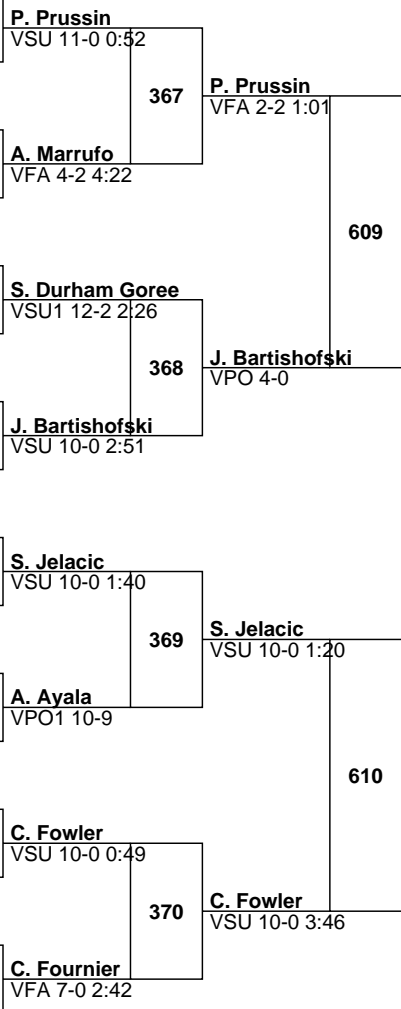 P. Prussin
VSU 11-0 0:52
367
P. Prussin
VFA 2-2 1:01
A. Marrufo
VFA 4-2 4:22
609
S. Durham Goree
VSU1 12-2 2:26
368
J. Bartishofski
VPO 4-0
J. Bartishofski
VSU 10-0 2:51
S. Jelacic
VSU 10-0 1:40
369
S. Jelacic
VSU 10-0 1:20
A. Ayala
VPO1 10-9
610
C. Fowler
VSU 10-0 0:49
370
C. Fowler
VSU 10-0 3:46
C. Fournier
VFA 7-0 2:42